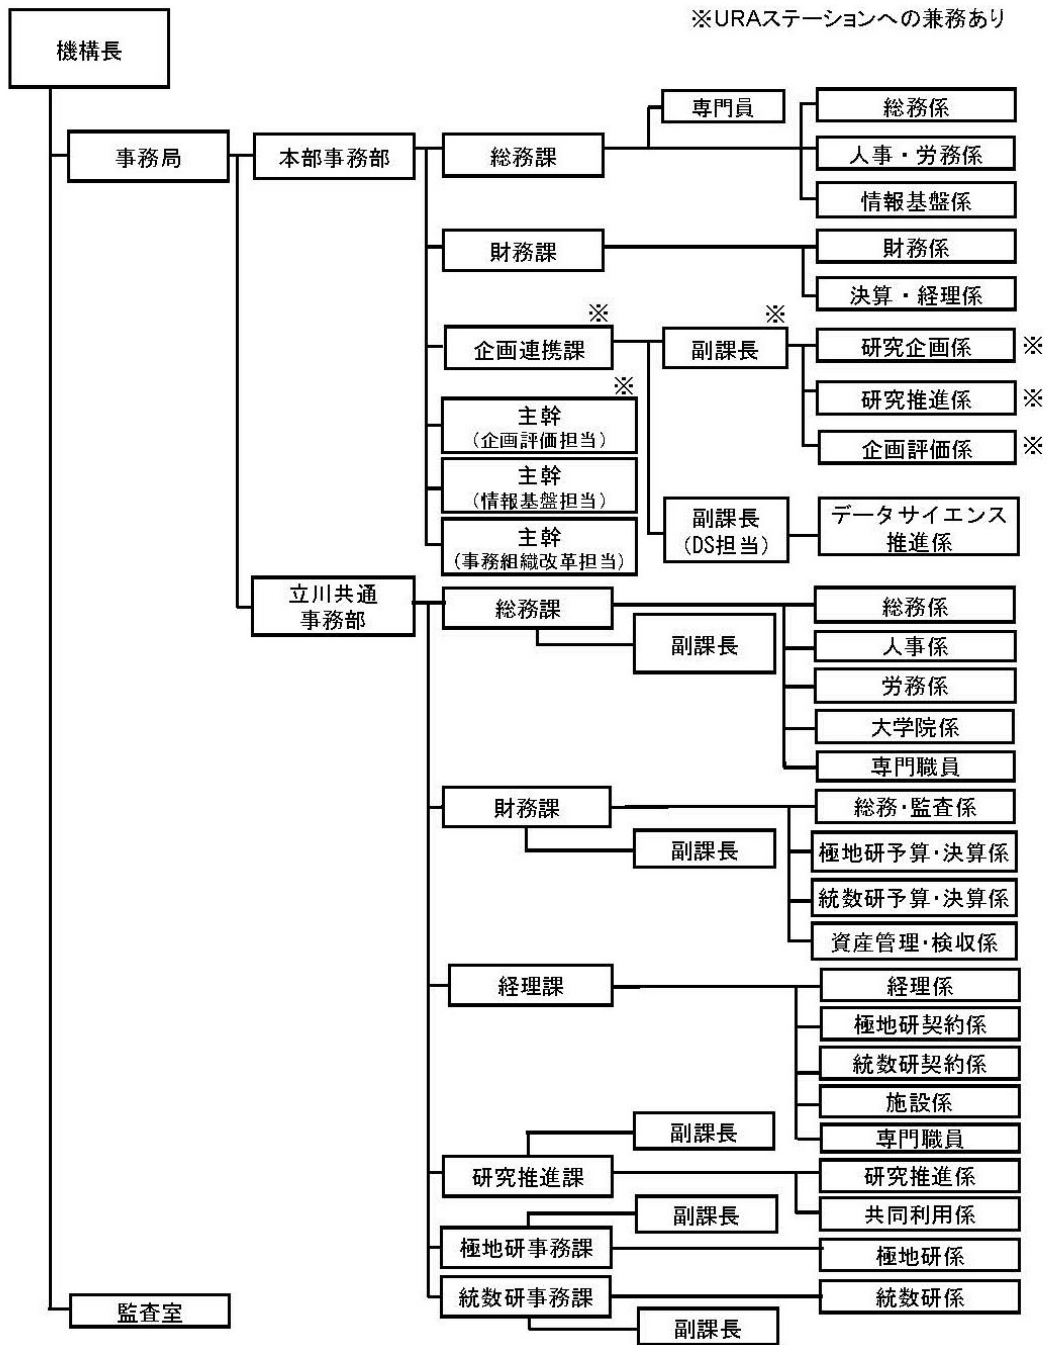 ※URAステーションへの兼務あり
機構長
事務局
本部事務部
総務課
専門員
総務係
人事・労務係
情報基盤係
財務課
財務係
決算・経理係
※
企画連携課
※
副課長
研究企画係
※
研究推進係
※
企画評価係
※
※
主幹
(企画評価担当)
主幹
(情報基盤担当)
主幹
(事務組織改革担当)
副課長
(DS担当)
データサイエンス
推進係
立川共通
事務部
総務課
副課長
総務係
人事係
労務係
大学院係
専門職員
財務課
副課長
総務・監査係
極地研予算・決算係
統数研予算・決算係
資産管理・検収係
経理課
経理係
極地研契約係
統数研契約係
施設係
専門職員
副課長
研究推進課
研究推進係
共同利用係
副課長
極地研事務課
極地研係
統数研事務課
統数研係
副課長
監査室